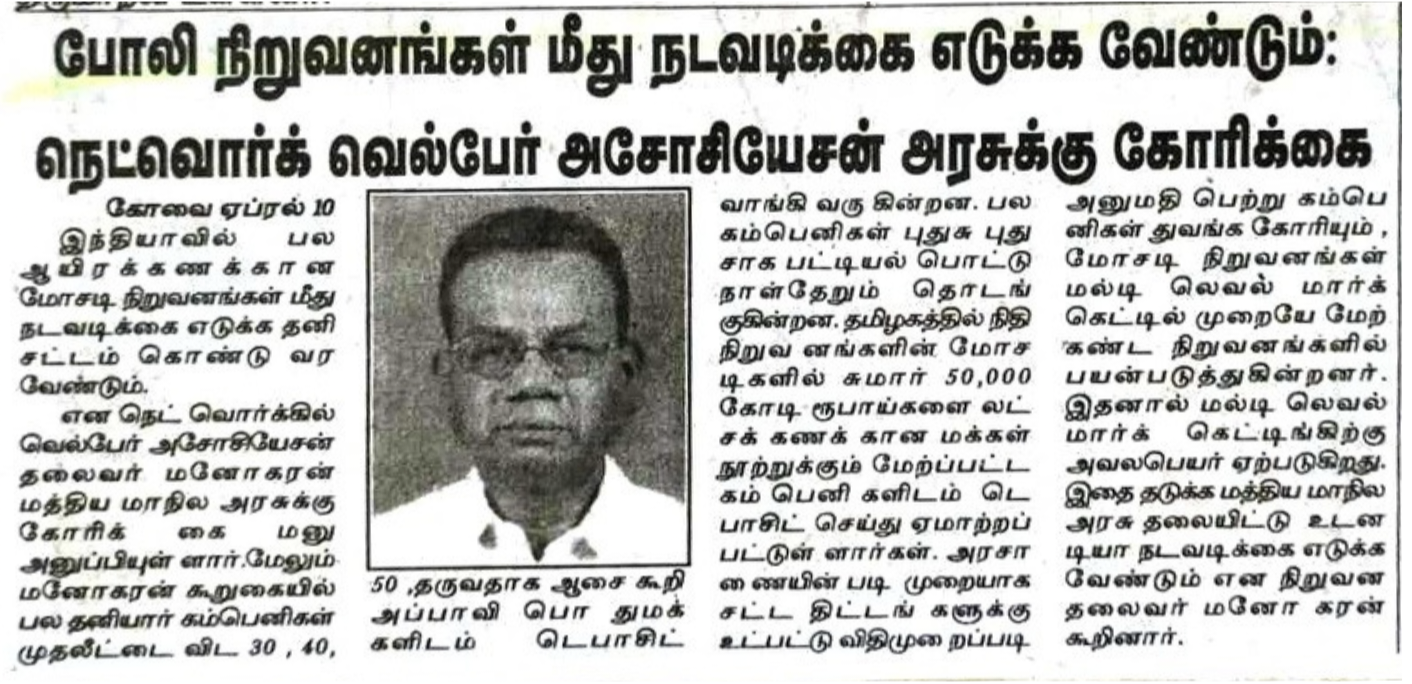 போலி நிறுவனங்கள் மீது நடவடிக்கை எடுக்க வேண்டும்:
நெட்வொர்க் வெல்பேர் அசோசியேசன் அரசுக்கு கோரிக்கை
கோவை ஏப்ரல் 10
இந்தியாவில் பல
ஆயிரக்கணக்கான
மோசடி நிறுவனங்கள் மீது
நடவடிக்கை எடுக்க தனி
சட்டம் கொண்டு வர
வேண்டும்.
என நெட் வொர்க்கில்
வெல்பேர் அசோசியேசன்
தலைவர் மனோகரன்
மத்திய மாநில அரசுக்கு
கோரிக் கை மனு
அனுப்பியுள் ளார்.மேலும்
மனோகரன் கூறுகையில்
பல தனியார் கம்பெனிகள்
முதலீட்டை விட 30 , 40,
50 ,தருவதாக ஆசை கூறி
அப்பாவி பொ துமக்
களிடம் டெபாசிட்
வாங்கி வரு கின்றன. பல
கம்பெனிகள் புதுசு புது
சாக பட்டியல் பொட்டு
நாள்தேறும் தொடங்
குகின்றன. தமிழகத்தில் நிதி
நிறுவ னங்களின் மோச
டிகளில் சுமார் 50,000
கோடி ரூபாய்களை லட்
சக் கணக் கான மக்கள்
நூற்றுக்கும் மேற்ப்பட்ட
கம் பெனி களிடம் டெ
பாசிட் செய்து ஏமாற்றப்
பட்டுள் ளார்கள். அரசா
ணையின் படி முறையாக
சட்ட திட்டங் களுக்கு
உட்பட்டு விதிமுறைப்படி
அனுமதி பெற்று கம்பெ
னிகள் துவங்க கோரியும் ,
மோசடி நிறுவனங்கள்
மல்டி லெவல் மார்க்
கெட்டில் முறையே மேற்
கண்ட நிறுவனங்களில்
பயன்படுத்துகின்றனர்.
இதனால் மல்டி லெவல்
மார்க் கெட்டிங்கிற்கு
அவலபெயர் ஏற்படுகிறது.
இதை தடுக்க மத்திய மாநில
அரசு தலையிட்டு உடன
டியா நடவடிக்கை எடுக்க
வேண்டும் என நிறுவன
தலைவர் மனோ கரன்
கூறினார்.